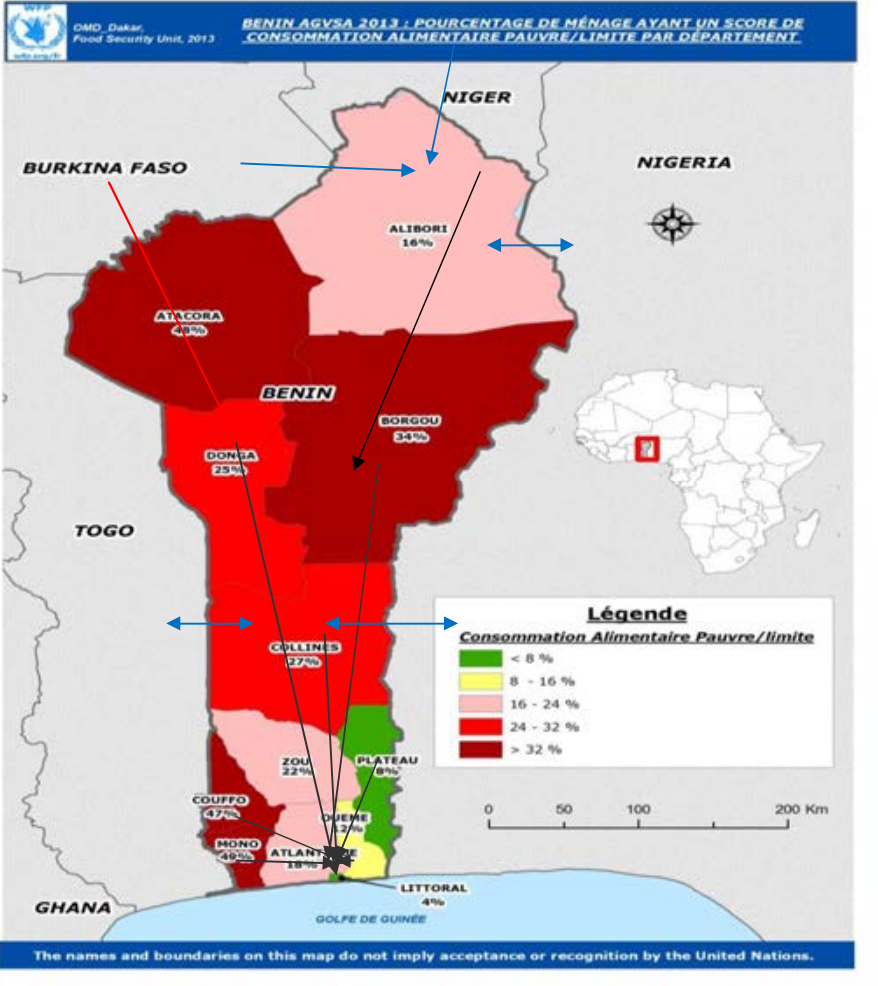 WFP
wfp.org/fr
OMD_Dakar,
Food Security Unit, 2013
BENIN AGVSA 2013 : POURCENTAGE DE MÉNAGE AYANT UN SCORE DE
CONSOMMATION ALIMENTAIRE PAUVRE/LIMITE PAR DÉPARTEMENT
NIGER
BURKINA FASO
NIGERIA
ALIBORI
16%
ATACORA
48%
BENIN
BORGOU
34%
DONGA
25%
TOGO
COLLINES
27%
Légende
Consommation Alimentaire Pauvre/limite
< 8 %
8 - 16 %
16 - 24 %
24 - 32 %
> 32 %
ZOU
22%
PLATEAU
8%
COUFFO
47%
OUEME
12%
MONO
49%
ATLANTIQUE
18%
0 50 100 200 Km
LITTORAL
4%
GHANA
GOLFE DE GUINÉE
The names and boundaries on this map do not imply acceptance or recognition by the United Nations.